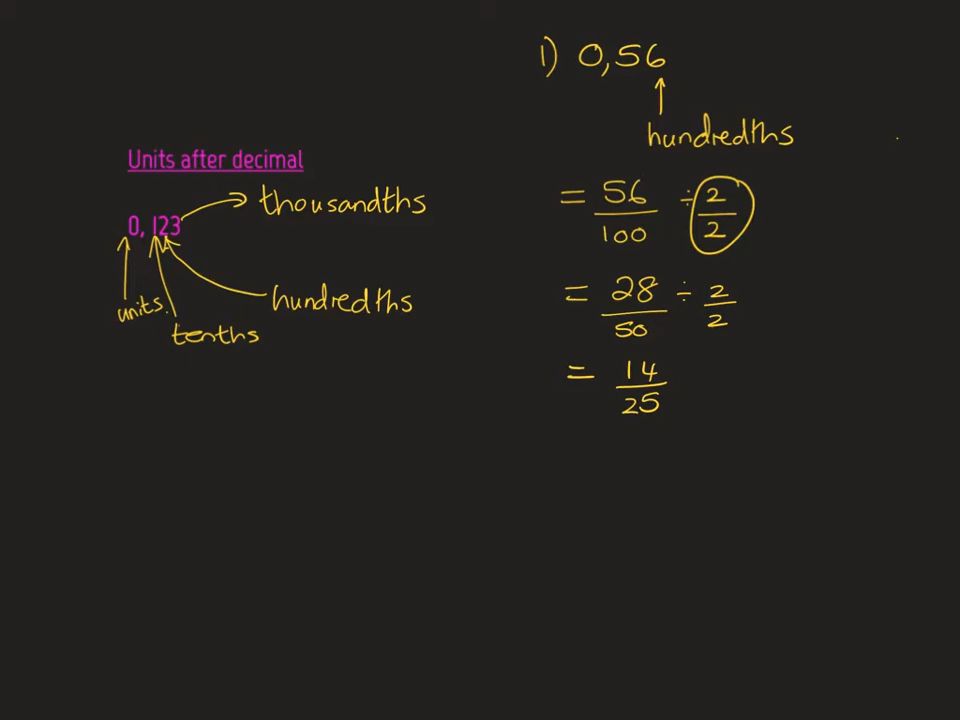 Units after decimal
0, 123
thousandths
hundredths
units.
tenths
1) 0,56
hundredths
= 56/100 ÷ 2/2
= 28/50 ÷ 2/2
= 14/25